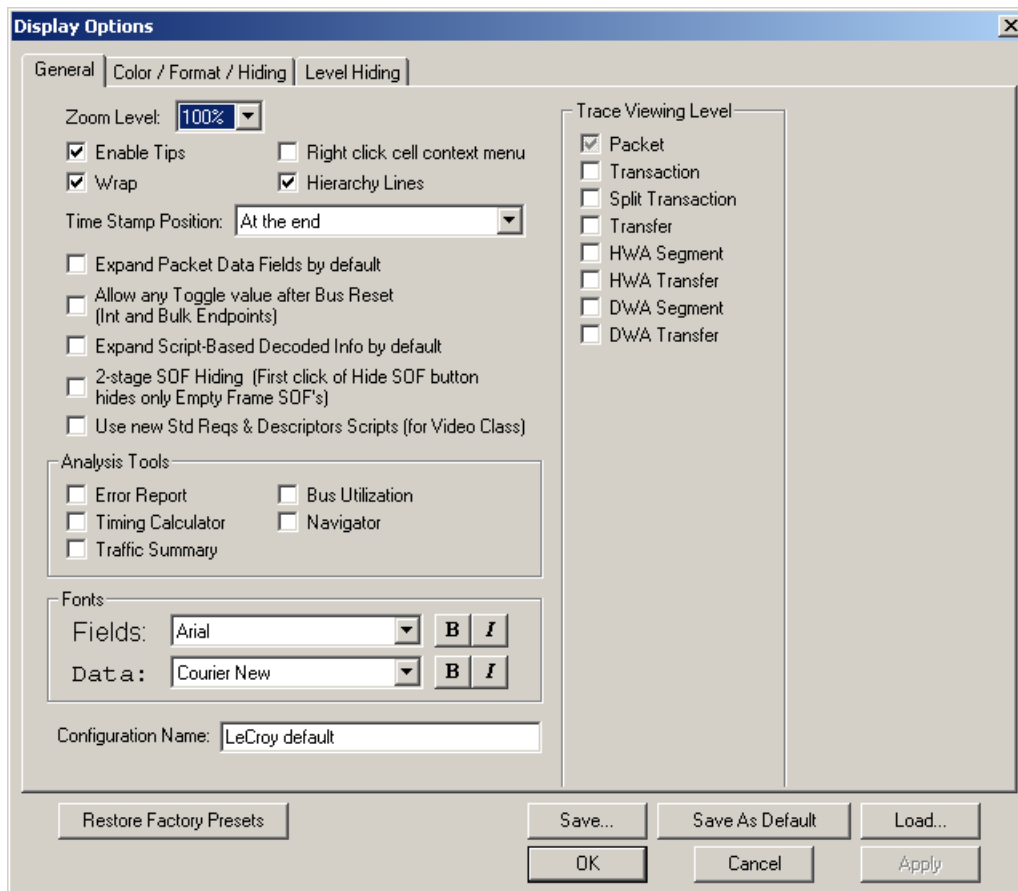 Display Options
General
Color / Format / Hiding
Level Hiding
Zoom Level: 100%
Enable Tips
Right click cell context menu
Wrap
Hierarchy Lines
Time Stamp Position: At the end
Expand Packet Data Fields by default
Allow any Toggle value after Bus Reset
(Int and Bulk Endpoints)
Expand Script-Based Decoded Info by default
2-stage SOF Hiding (First click of Hide SOF button
hides only Empty Frame SOF's)
Use new Std Reqs & Descriptors Scripts (for Video Class)
Analysis Tools
Error Report
Bus Utilization
Timing Calculator
Navigator
Traffic Summary
Fonts
Fields: Arial B I
Data: Courier New B I
Configuration Name: LeCroy default
Trace Viewing Level
Packet
Transaction
Split Transaction
Transfer
HWA Segment
HWA Transfer
DWA Segment
DWA Transfer
Restore Factory Presets
Save...
Save As Default
Load...
OK
Cancel
Apply